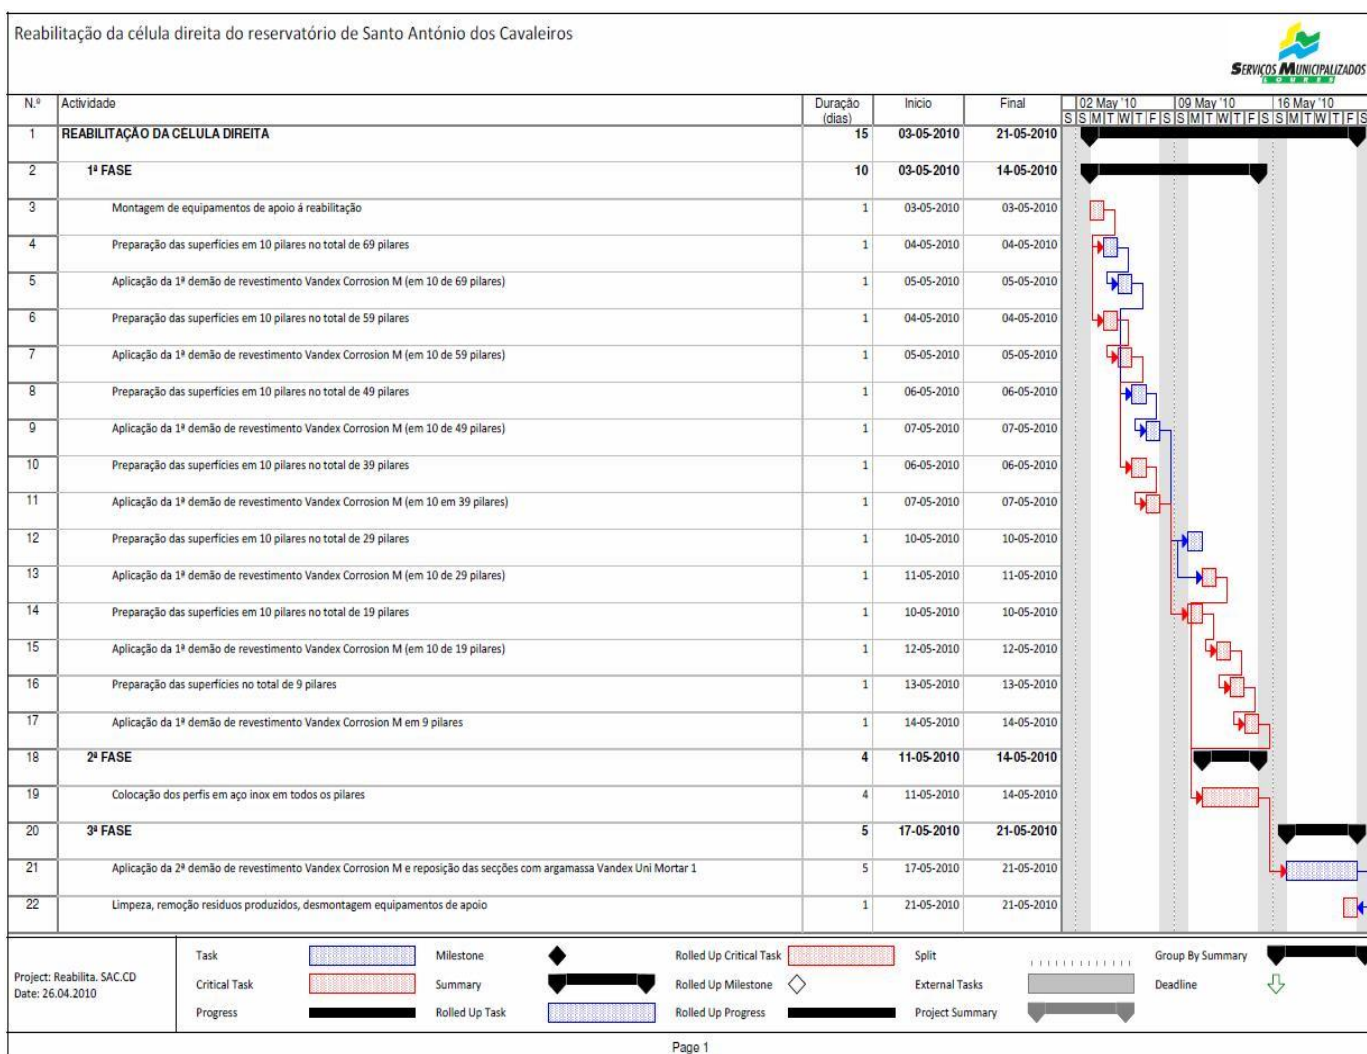 Reabilitação da célula direita do reservatório de Santo António dos Cavaleiros
SERVIÇOS MUNICIPALIZADOS
LOURES
N.º Actividade Duração (dias) Início Final 02 May '10 09 May '10 16 May '10
S S M T W T F S S M T W T F S S M T W T F S
1 REABILITAÇÃO DA CÉLULA DIREITA 15 03-05-2010 21-05-2010
2 1ª FASE 10 03-05-2010 14-05-2010
3 Montagem de equipamentos de apoio á reabilitação 1 03-05-2010 03-05-2010
4 Preparação das superfícies em 10 pilares no total de 69 pilares 1 04-05-2010 04-05-2010
5 Aplicação da 1ª demão de revestimento Vandex Corrosion M (em 10 de 69 pilares) 1 05-05-2010 05-05-2010
6 Preparação das superfícies em 10 pilares no total de 59 pilares 1 04-05-2010 04-05-2010
7 Aplicação da 1ª demão de revestimento Vandex Corrosion M (em 10 de 59 pilares) 1 05-05-2010 05-05-2010
8 Preparação das superfícies em 10 pilares no total de 49 pilares 1 06-05-2010 06-05-2010
9 Aplicação da 1ª demão de revestimento Vandex Corrosion M (em 10 de 49 pilares) 1 07-05-2010 07-05-2010
10 Preparação das superfícies em 10 pilares no total de 39 pilares 1 06-05-2010 06-05-2010
11 Aplicação da 1ª demão de revestimento Vandex Corrosion M (em 10 em 39 pilares) 1 07-05-2010 07-05-2010
12 Preparação das superfícies em 10 pilares no total de 29 pilares 1 10-05-2010 10-05-2010
13 Aplicação da 1ª demão de revestimento Vandex Corrosion M (em 10 de 29 pilares) 1 11-05-2010 11-05-2010
14 Preparação das superfícies em 10 pilares no total de 19 pilares 1 10-05-2010 10-05-2010
15 Aplicação da 1ª demão de revestimento Vandex Corrosion M (em 10 de 19 pilares) 1 12-05-2010 12-05-2010
16 Preparação das superfícies no total de 9 pilares 1 13-05-2010 13-05-2010
17 Aplicação da 1ª demão de revestimento Vandex Corrosion M em 9 pilares 1 14-05-2010 14-05-2010
18 2ª FASE 4 11-05-2010 14-05-2010
19 Colocação dos perfis em aço inox em todos os pilares 4 11-05-2010 14-05-2010
20 3ª FASE 5 17-05-2010 21-05-2010
21 Aplicação da 2ª demão de revestimento Vandex Corrosion M e reposição das secções com argamassa Vandex Uni Mortar 1 5 17-05-2010 21-05-2010
22 Limpeza, remoção resíduos produzidos, desmontagem equipamentos de apoio 1 21-05-2010 21-05-2010
Project: Reabilita. SAC.CD
Date: 26.04.2010
Task Milestone Rolled Up Critical Task Split Group By Summary
Critical Task Summary Rolled Up Milestone External Tasks Deadline
Progress Rolled Up Task Rolled Up Progress Project Summary
Page 1